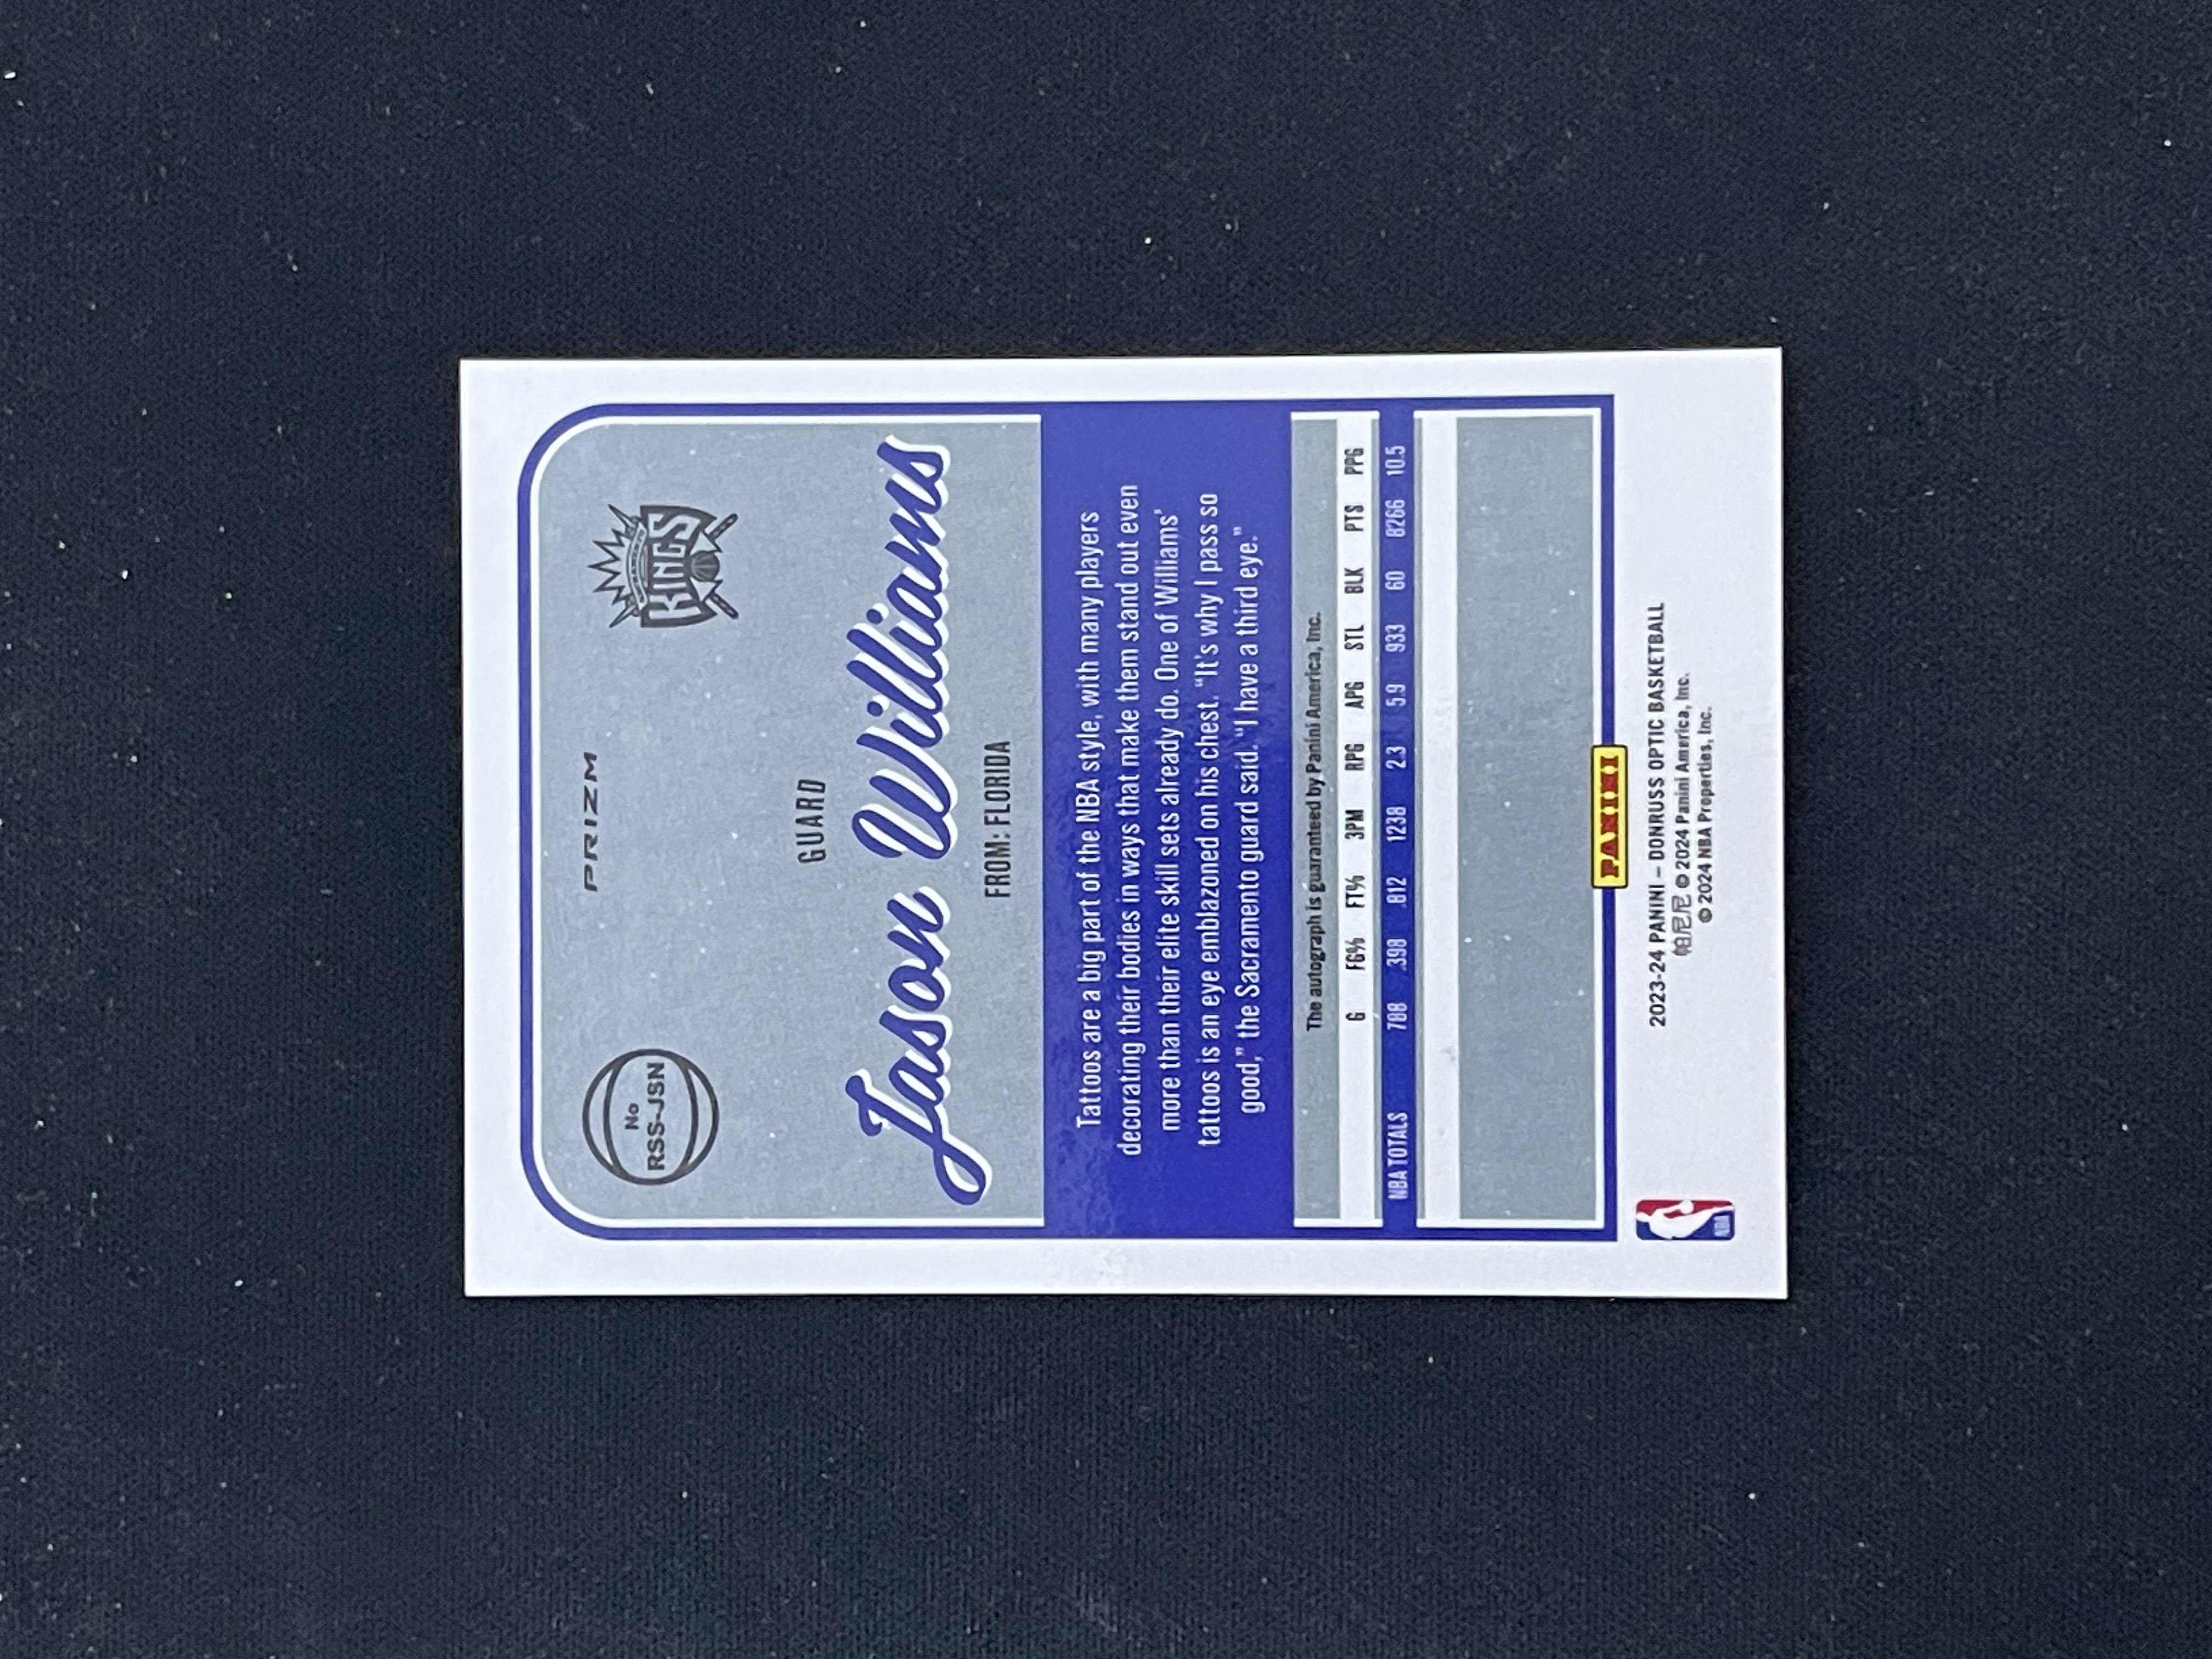 No
RSS-JSN
PRIZM
KINGS
GUARD
Jason Williams
FROM: FLORIDA
Tattoos are a big part of the NBA style, with many players
decorating their bodies in ways that make them stand out even
more than their elite skill sets already do. One of Williams'
tattoos is an eye emblazoned on his chest. “It's why I pass so
good,” the Sacramento guard said. “I have a third eye.”
The autograph is guaranteed by Panini America, Inc.
G FG% FT% 3PM RPG APG STL BLK PTS PPG
NBA TOTALS 788 .398 .812 1238 2.3 5.9 933 60 8266 10.5
PANINI
2023-24 PANINI – DONRUSS OPTIC BASKETBALL
帕尼尼 © 2024 Panini America, Inc.
© 2024 NBA Properties, Inc.
NBA